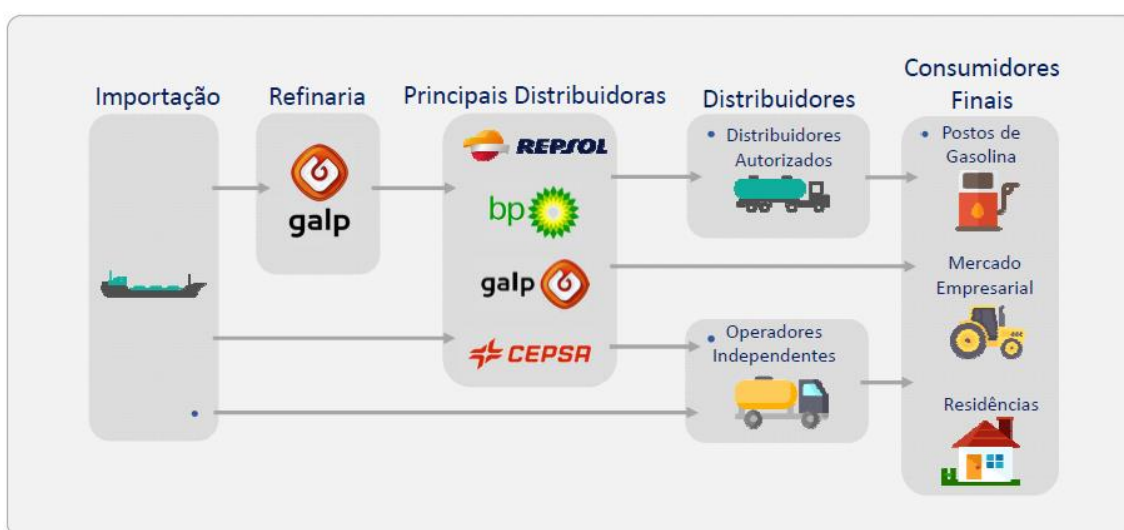 Importação
Refinaria
Principais Distribuidoras
Distribuidores
Consumidores
Finais
galp
REPSOL
bp
galp
CEPSA
• Distribuidores
Autorizados
• Operadores
Independentes
• Postos de
Gasolina
Mercado
Empresarial
Residências